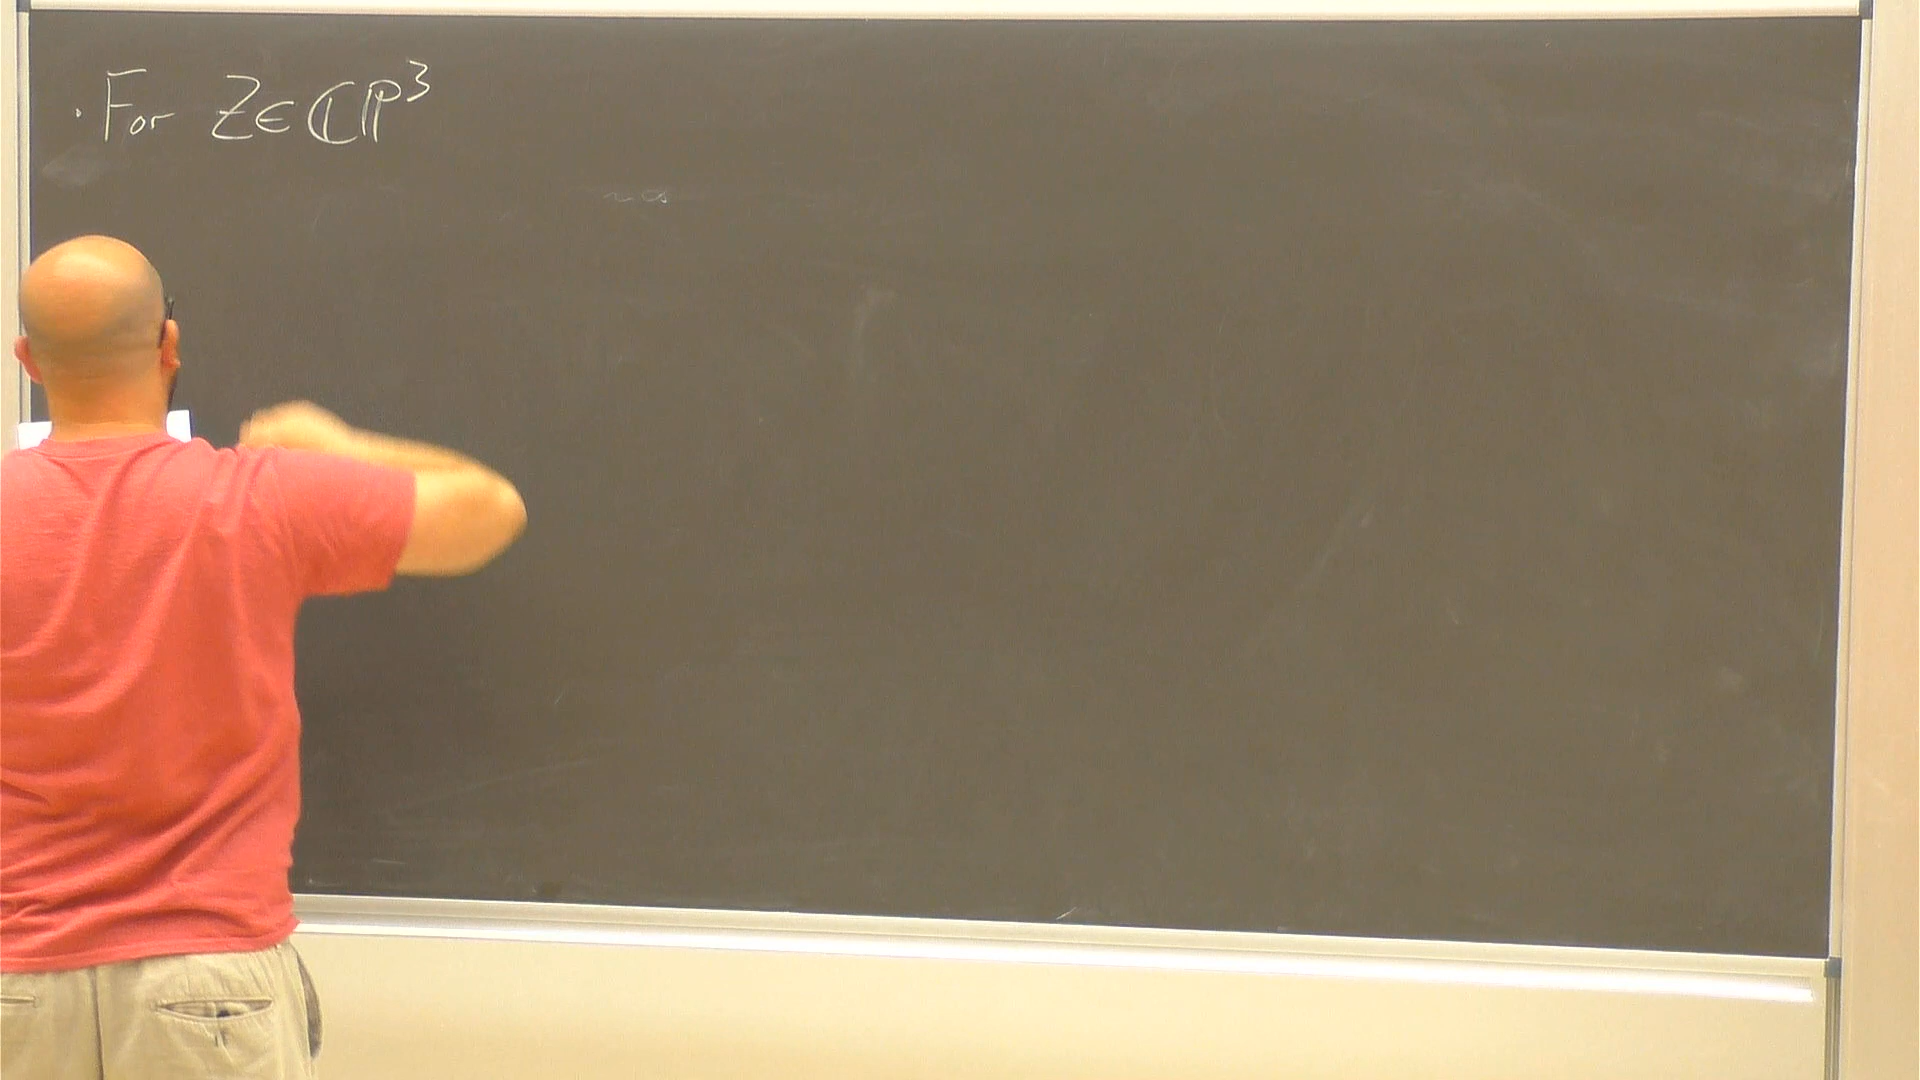 · For Z ∈ ℂℙ³